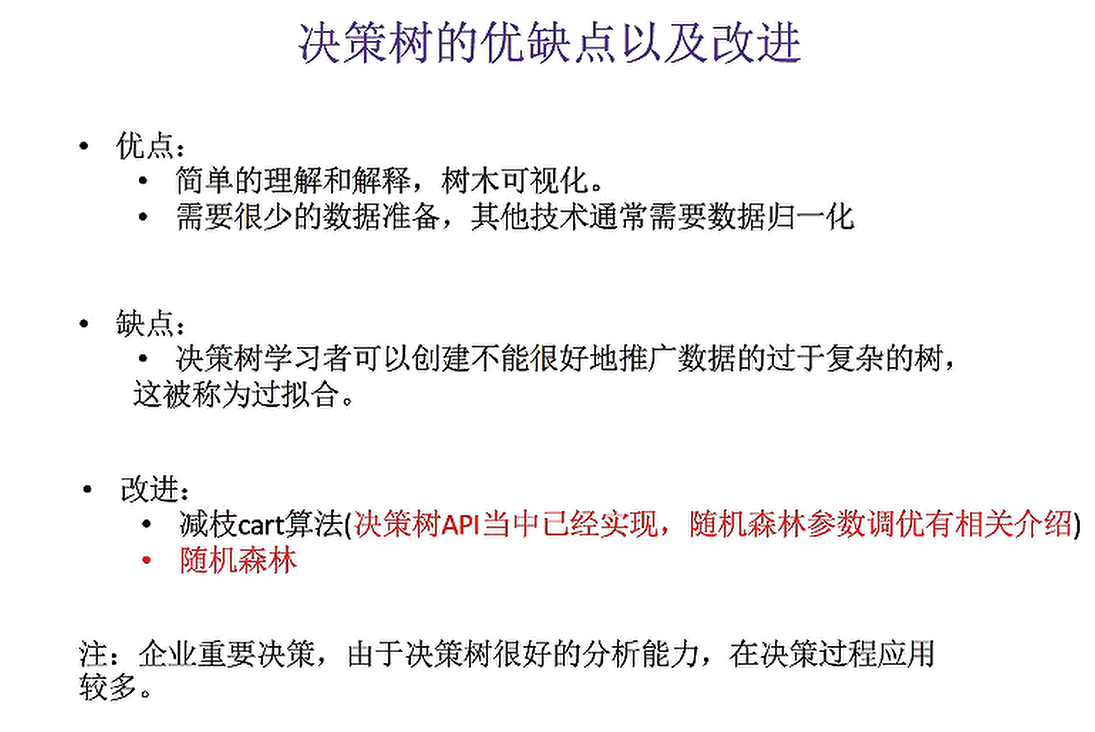 决策树的优缺点以及改进
• 优点：
• 简单的理解和解释，树木可视化。
• 需要很少的数据准备，其他技术通常需要数据归一化
• 缺点：
• 决策树学习者可以创建不能很好地推广数据的过于复杂的树，
这被称为过拟合。
• 改进：
• 减枝cart算法(决策树API当中已经实现，随机森林参数调优有相关介绍)
• 随机森林
注：企业重要决策，由于决策树很好的分析能力，在决策过程应用
较多。